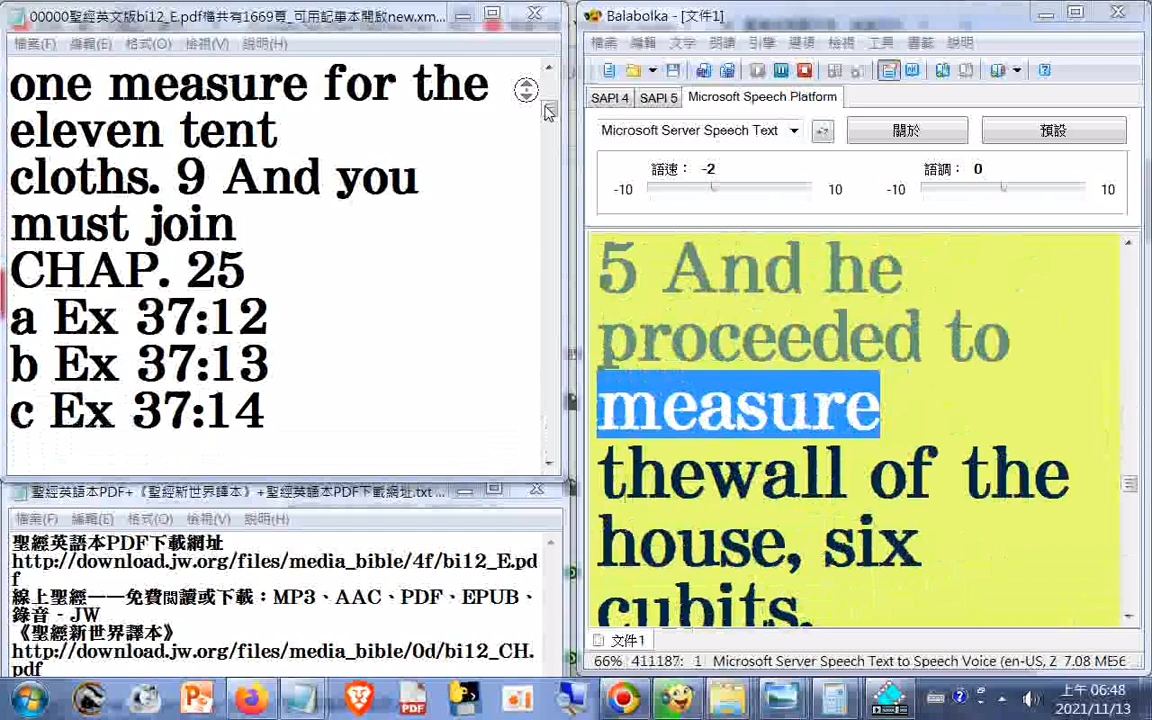 00000聖經英文版bi12_E.pdf檔共有1669頁_可用記事本開啟new.xm...
檔案(F) 編輯(E) 格式(O) 檢視(V) 說明(H)
one measure for the
eleven tent
cloths. 9 And you
must join
CHAP. 25
a Ex 37:12
b Ex 37:13
c Ex 37:14
聖經英語本PDF+《聖經新世界譯本》+聖經英語本PDF下載網址.txt ...
檔案(F) 編輯(E) 格式(O) 檢視(V) 說明(H)
聖經英語本PDF下載網址
http://download.jw.org/files/media_bible/4f/bi12_E.pd
f
線上聖經——免費閱讀或下載：MP3、AAC、PDF、EPUB、
錄音 - JW
《聖經新世界譯本》
http://download.jw.org/files/media_bible/0d/bi12_CH.
pdf
Balabolka - [文件1]
檔案 編輯 文字 朗讀 引擎 選項 檢視 工具 書籤 說明
SAPI 4 SAPI 5 Microsoft Speech Platform
Microsoft Server Speech Text 關於 預設
語速： -2 語調： 0
-10 10 -10 10
5 And he
proceeded to
measure
thewall of the
house, six
cubits.
文件1
66% 411187: 1 Microsoft Server Speech Text to Speech Voice (en-US, Z 7.08 ME56
PDF
上午 06:48
2021/11/13